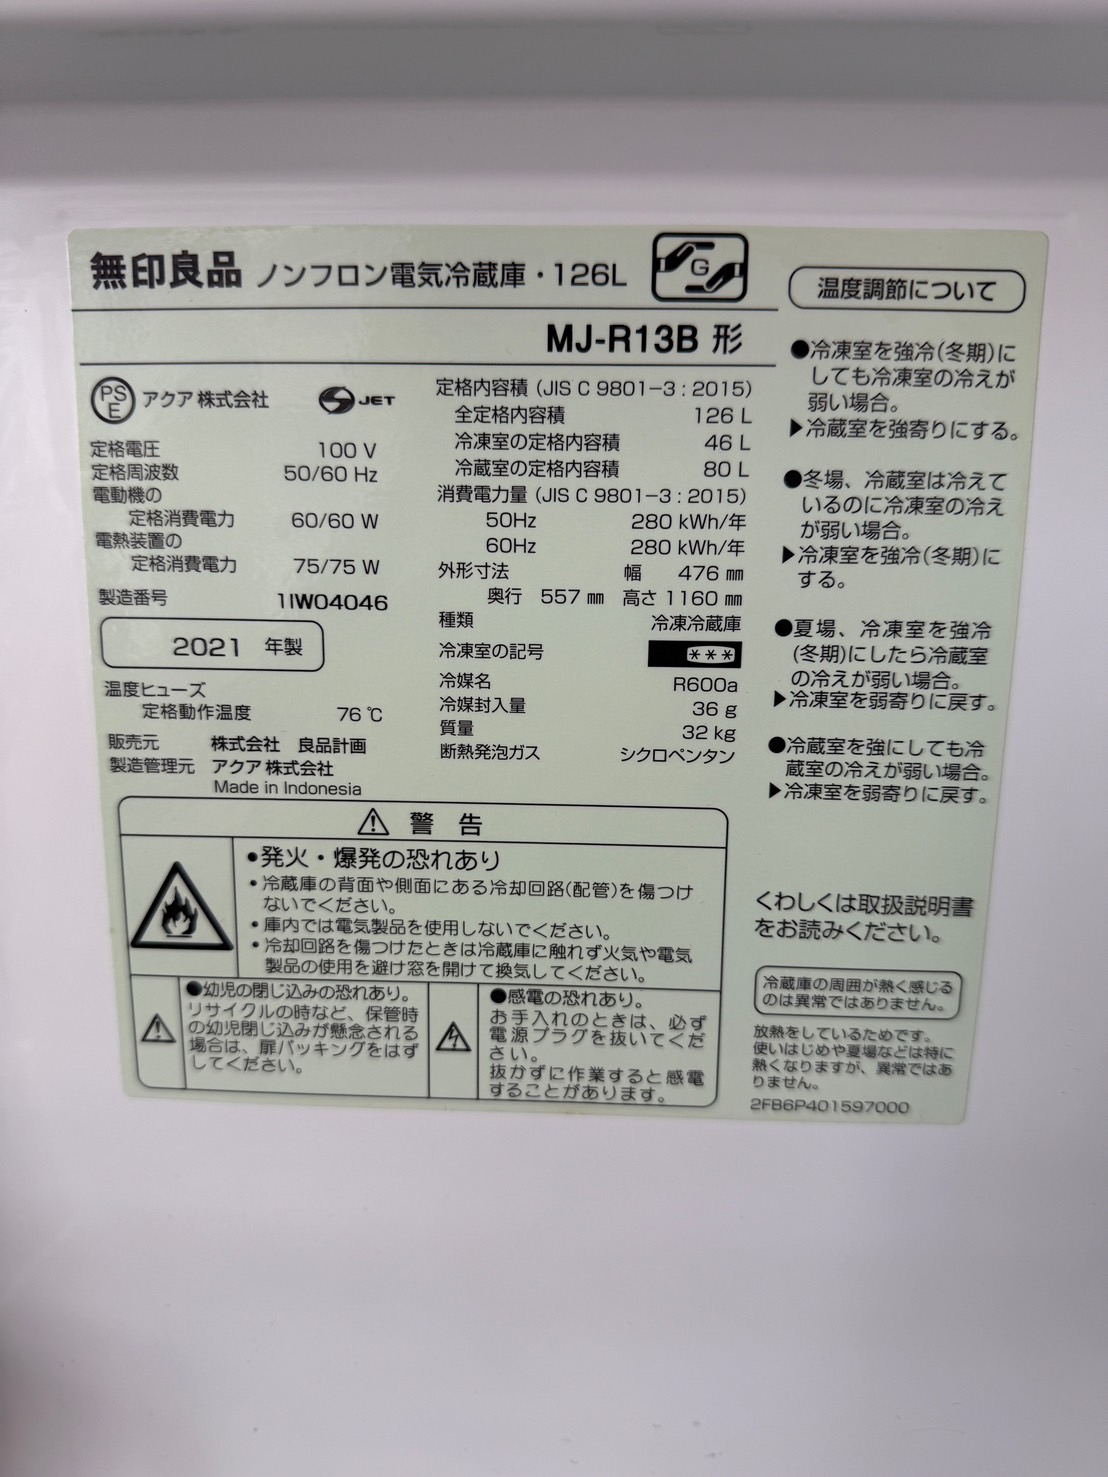 無印良品 ノンフロン電気冷蔵庫・126L
G
MJ-R13B 形
PSE アクア 株式会社 JET
定格電圧 100 V
定格周波数 50/60 Hz
電動機の
定格消費電力 60/60 W
電熱装置の
定格消費電力 75/75 W
製造番号 1IW04046
2021 年製
温度ヒューズ
定格動作温度 76 ℃
販売元 株式会社 良品計画
製造管理元 アクア 株式会社
Made in Indonesia
定格内容積 (JIS C 9801-3 : 2015)
全定格内容積 126 L
冷凍室の定格内容積 46 L
冷蔵室の定格内容積 80 L
消費電力量 (JIS C 9801-3 : 2015)
50Hz 280 kWh/年
60Hz 280 kWh/年
外形寸法 幅 476 ㎜
奥行 557 ㎜ 高さ 1160 ㎜
種類 冷凍冷蔵庫
冷凍室の記号 ***
冷媒名 R600a
冷媒封入量 36 g
質量 32 kg
断熱発泡ガス シクロペンタン
警 告
●発火・爆発の恐れあり
・冷蔵庫の背面や側面にある冷却回路(配管)を傷つけ
ないでください。
・庫内では電気製品を使用しないでください。
・冷却回路を傷つけたときは冷蔵庫に触れず火気や電気
製品の使用を避け窓を開けて換気してください。
●幼児の閉じ込みの恐れあり。
リサイクルの時など、保管時
の幼児閉じ込みが懸念される
場合は、扉パッキングをはず
してください。
●感電の恐れあり。
お手入れのときは、必ず
電源プラグを抜いてくだ
さい。
抜かずに作業すると感電
することがあります。
温度調節について
●冷凍室を強冷(冬期)に
しても冷凍室の冷えが
弱い場合。
▶冷蔵室を強寄りにする。
●冬場、冷蔵室は冷えて
いるのに冷凍室の冷え
が弱い場合。
▶冷凍室を強冷(冬期)に
する。
●夏場、冷凍室を強冷
(冬期)にしたら冷蔵室
の冷えが弱い場合。
▶冷凍室を弱寄りに戻す。
●冷蔵室を強にしても冷
蔵室の冷えが弱い場合。
▶冷凍室を弱寄りに戻す。
くわしくは取扱説明書
をお読みください。
冷蔵庫の周囲が熱く感じる
のは異常ではありません。
放熱をしているためです。
使いはじめや夏場などは特に
熱くなりますが、異常ではあ
りません。
2FB6P401597000